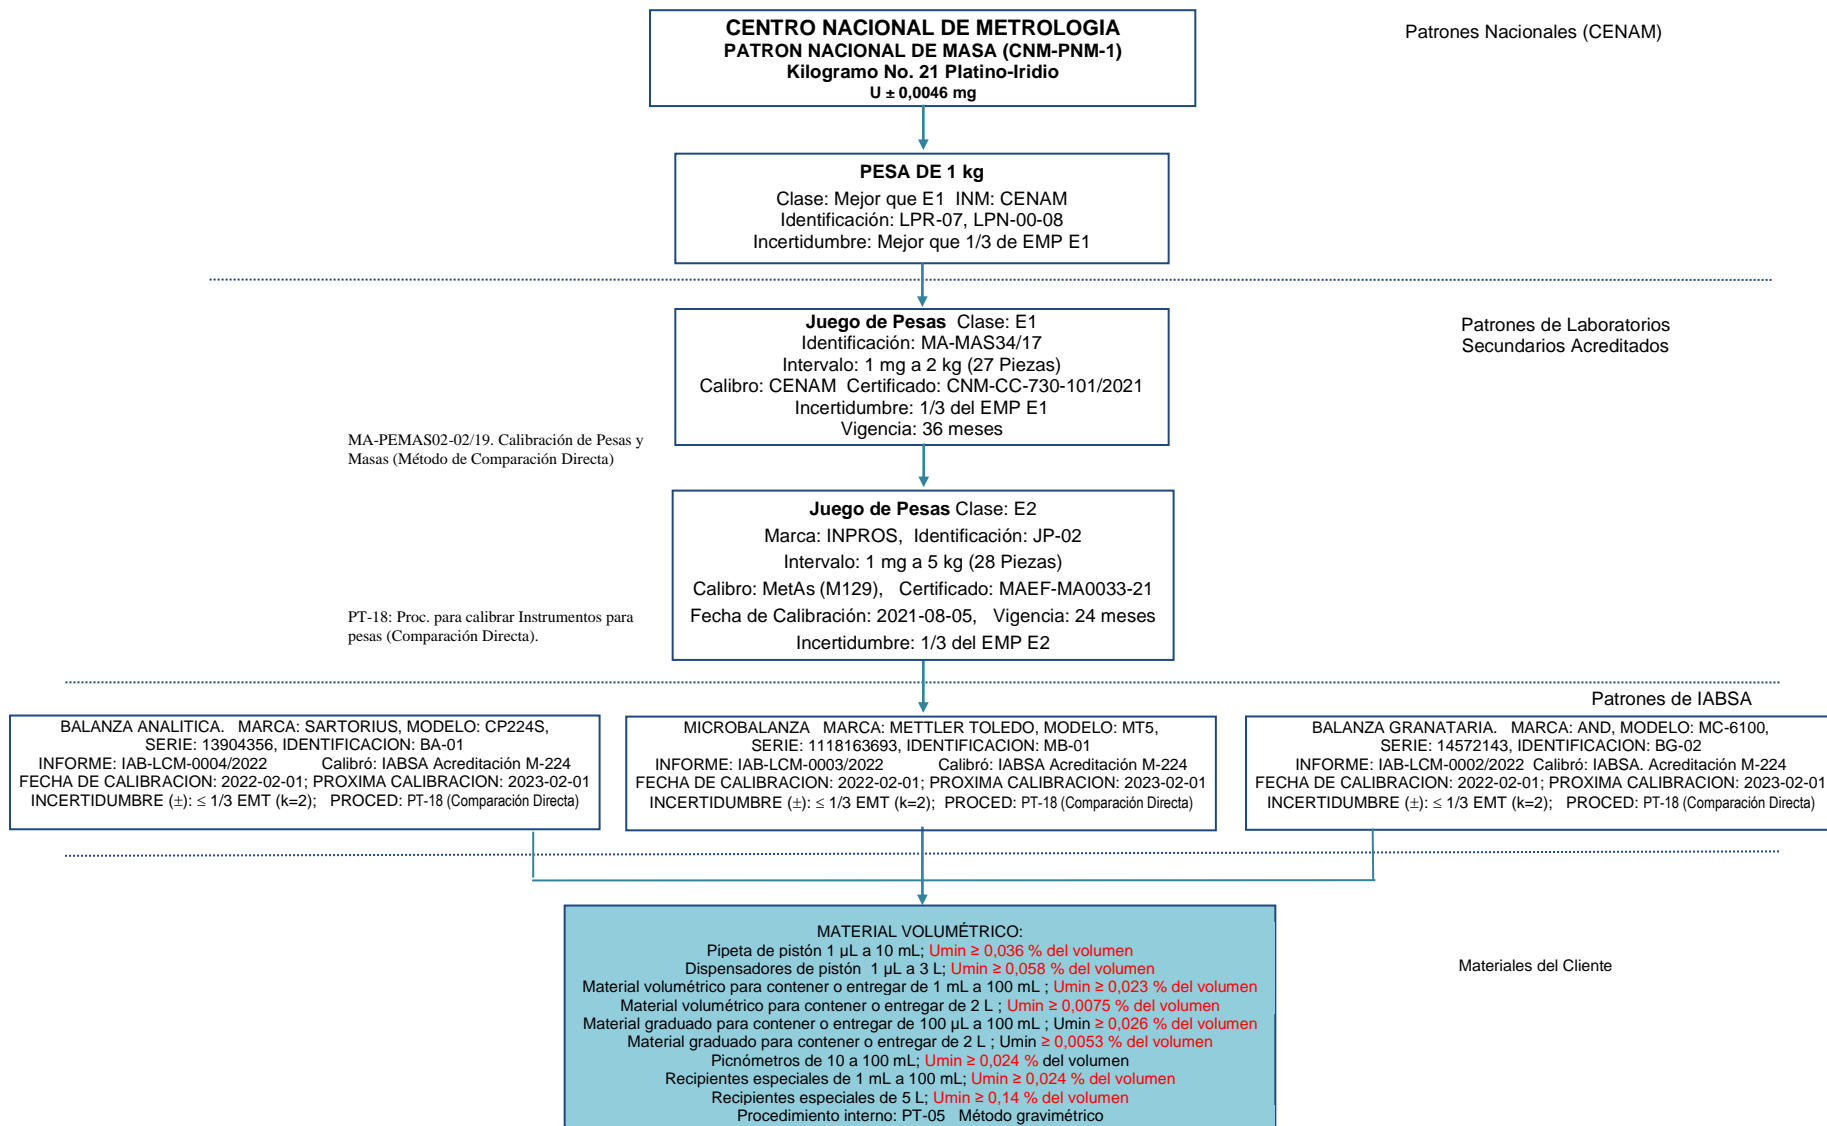 CENTRO NACIONAL DE METROLOGIA
PATRON NACIONAL DE MASA (CNM-PNM-1)
Kilogramo No. 21 Platino-Iridio
U ± 0,0046 mg
Patrones Nacionales (CENAM)
PESA DE 1 kg
Clase: Mejor que E1 INM: CENAM
Identificación: LPR-07, LPN-00-08
Incertidumbre: Mejor que 1/3 de EMP E1
Juego de Pesas Clase: E1
Identificación: MA-MAS34/17
Intervalo: 1 mg a 2 kg (27 Piezas)
Calibro: CENAM Certificado: CNM-CC-730-101/2021
Incertidumbre: 1/3 del EMP E1
Vigencia: 36 meses
Patrones de Laboratorios
Secundarios Acreditados
MA-PEMAS02-02/19. Calibración de Pesas y
Masas (Método de Comparación Directa)
Juego de Pesas Clase: E2
Marca: INPROS, Identificación: JP-02
Intervalo: 1 mg a 5 kg (28 Piezas)
Calibro: MetAs (M129), Certificado: MAEF-MA0033-21
Fecha de Calibración: 2021-08-05, Vigencia: 24 meses
Incertidumbre: 1/3 del EMP E2
PT-18: Proc. para calibrar Instrumentos para
pesas (Comparación Directa).
Patrones de IABSA
BALANZA ANALITICA. MARCA: SARTORIUS, MODELO: CP224S,
SERIE: 13904356, IDENTIFICACION: BA-01
INFORME: IAB-LCM-0004/2022 Calibró: IABSA Acreditación M-224
FECHA DE CALIBRACION: 2022-02-01; PROXIMA CALIBRACION: 2023-02-01
INCERTIDUMBRE (±): ≤ 1/3 EMT (k=2); PROCED: PT-18 (Comparación Directa)
MICROBALANZA MARCA: METTLER TOLEDO, MODELO: MT5,
SERIE: 1118163693, IDENTIFICACION: MB-01
INFORME: IAB-LCM-0003/2022 Calibró: IABSA Acreditación M-224
FECHA DE CALIBRACION: 2022-02-01; PROXIMA CALIBRACION: 2023-02-01
INCERTIDUMBRE (±): ≤ 1/3 EMT (k=2); PROCED: PT-18 (Comparación Directa)
BALANZA GRANATARIA. MARCA: AND, MODELO: MC-6100,
SERIE: 14572143, IDENTIFICACION: BG-02
INFORME: IAB-LCM-0002/2022 Calibró: IABSA. Acreditación M-224
FECHA DE CALIBRACION: 2022-02-01; PROXIMA CALIBRACION: 2023-02-01
INCERTIDUMBRE (±): ≤ 1/3 EMT (k=2); PROCED: PT-18 (Comparación Directa)
MATERIAL VOLUMÉTRICO:
Pipeta de pistón 1 µL a 10 mL; Umin ≥ 0,036 % del volumen
Dispensadores de pistón 1 µL a 3 L; Umin ≥ 0,058 % del volumen
Material volumétrico para contener o entregar de 1 mL a 100 mL ; Umin ≥ 0,023 % del volumen
Material volumétrico para contener o entregar de 2 L ; Umin ≥ 0,0075 % del volumen
Material graduado para contener o entregar de 100 µL a 100 mL ; Umin ≥ 0,026 % del volumen
Material graduado para contener o entregar de 2 L ; Umin ≥ 0,0053 % del volumen
Picnómetros de 10 a 100 mL; Umin ≥ 0,024 % del volumen
Recipientes especiales de 1 mL a 100 mL; Umin ≥ 0,024 % del volumen
Recipientes especiales de 5 L; Umin ≥ 0,14 % del volumen
Procedimiento interno: PT-05 Método gravimétrico
Materiales del Cliente